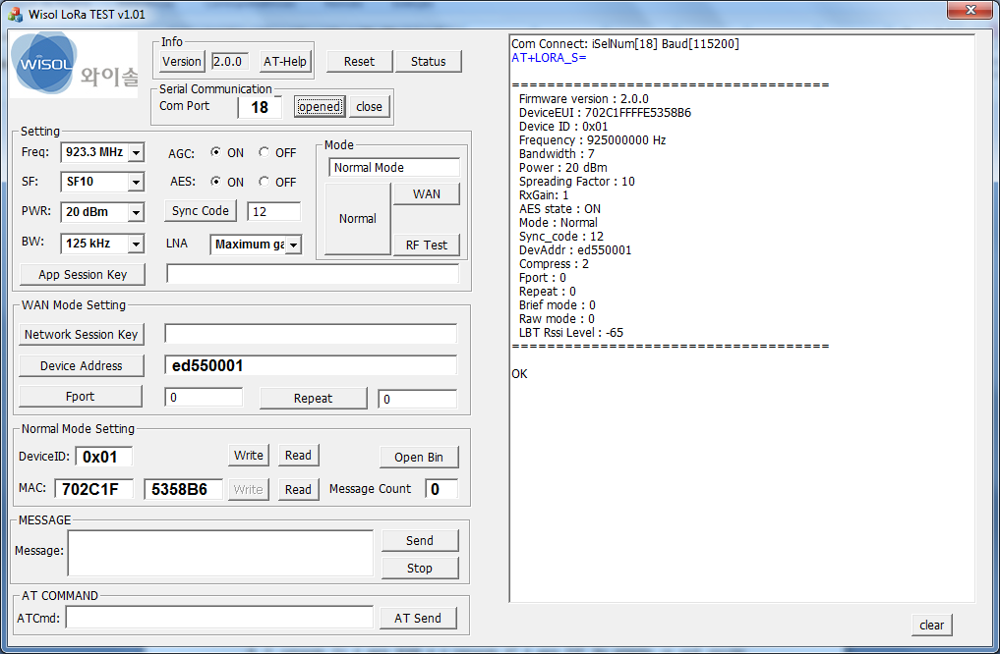 Wisol LoRa TEST v1.01
WISOL 와이솔
Info
Version 2.0.0 AT-Help Reset Status
Serial Communication
Com Port 18 opened close
Setting
Freq: 923.3 MHz AGC: ON OFF
SF: SF10 AES: ON OFF
PWR: 20 dBm Sync Code 12
BW: 125 kHz LNA Maximum ga
Mode
Normal Mode
Normal WAN
RF Test
App Session Key
WAN Mode Setting
Network Session Key
Device Address ed550001
Fport 0 Repeat 0
Normal Mode Setting
DeviceID: 0x01 Write Read Open Bin
MAC: 702C1F 5358B6 Write Read Message Count 0
MESSAGE
Message: Send
Stop
AT COMMAND
ATCmd: AT Send
Com Connect: iSelNum[18] Baud[115200]
AT+LORA_S=
===================================
Firmware version : 2.0.0
DeviceEUI : 702C1FFFFE5358B6
Device ID : 0x01
Frequency : 925000000 Hz
Bandwidth : 7
Power : 20 dBm
Spreading Factor : 10
RxGain: 1
AES state : ON
Mode : Normal
Sync_code : 12
DevAddr : ed550001
Compress : 2
Fport : 0
Repeat : 0
Brief mode : 0
Raw mode : 0
LBT Rssi Level : -65
===================================
OK
clear